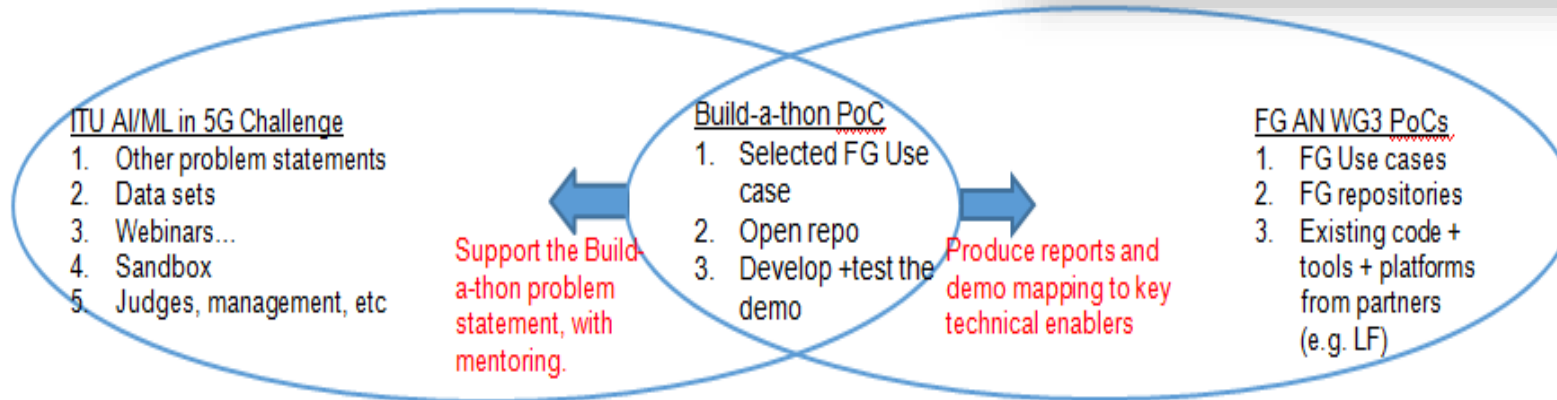 ITU AI/ML in 5G Challenge
1. Other problem statements
2. Data sets
3. Webinars...
4. Sandbox
5. Judges, management, etc
Support the Build-
a-thon problem
statement, with
mentoring.
Build-a-thon PoC
1. Selected FG Use
case
2. Open repo
3. Develop +test the
demo
Produce reports and
demo mapping to key
technical enablers
FG AN WG3 PoCs
1. FG Use cases
2. FG repositories
3. Existing code +
tools + platforms
from partners
(e.g. LF)